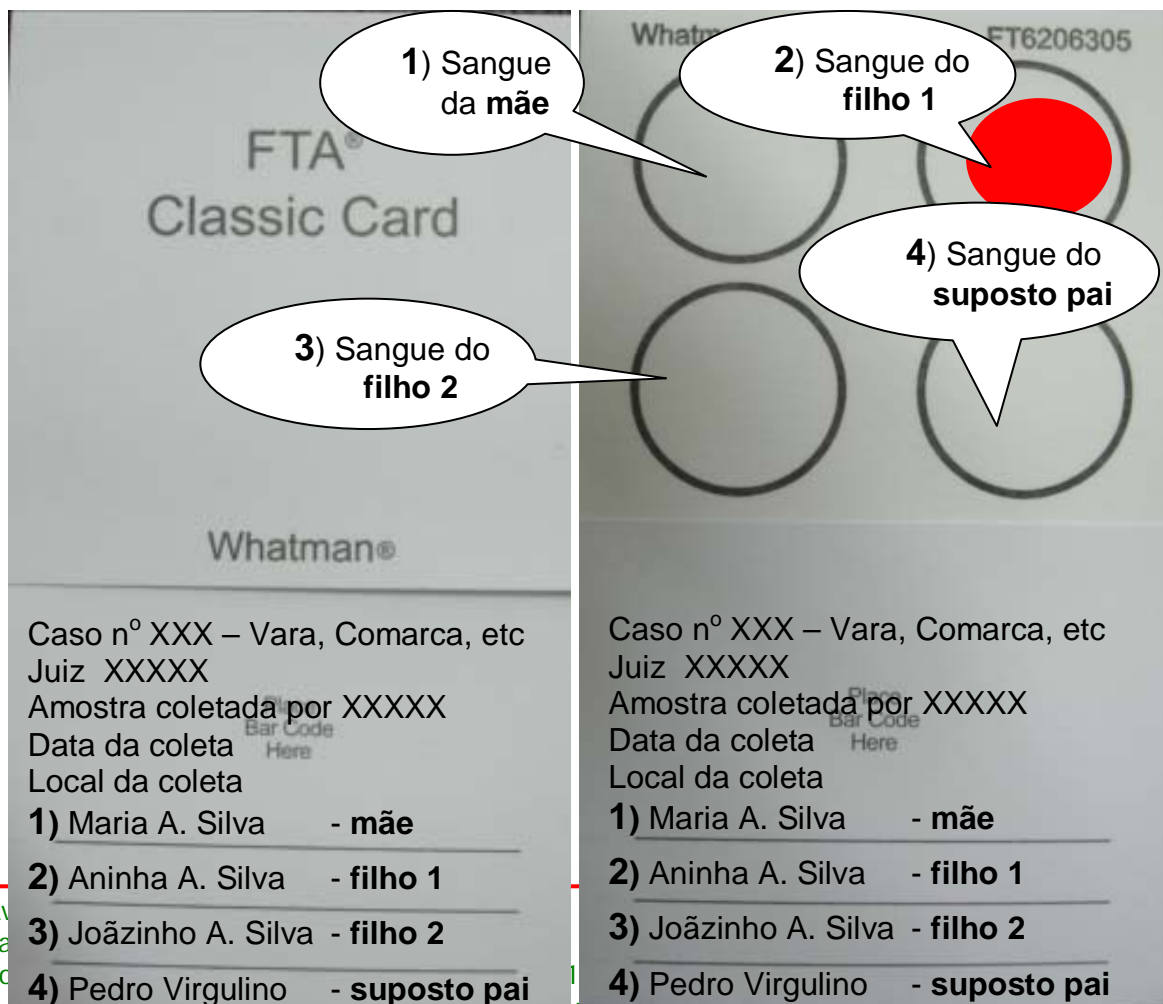 FTA®
Classic Card
Whatman®
1) Sangue
da mãe
2) Sangue do
filho 1
FT6206305
4) Sangue do
suposto pai
3) Sangue do
filho 2
Caso nº XXX – Vara, Comarca, etc
Juiz XXXXX
Amostra coletada por XXXXX
Data da coleta
Local da coleta
Place
Bar Code
Here
1) Maria A. Silva - mãe
2) Aninha A. Silva - filho 1
3) Joãzinho A. Silva - filho 2
4) Pedro Virgulino - suposto pai
Caso nº XXX – Vara, Comarca, etc
Juiz XXXXX
Amostra coletada por XXXXX
Data da coleta
Local da coleta
Place
Bar Code
Here
1) Maria A. Silva - mãe
2) Aninha A. Silva - filho 1
3) Joãzinho A. Silva - filho 2
4) Pedro Virgulino - suposto pai